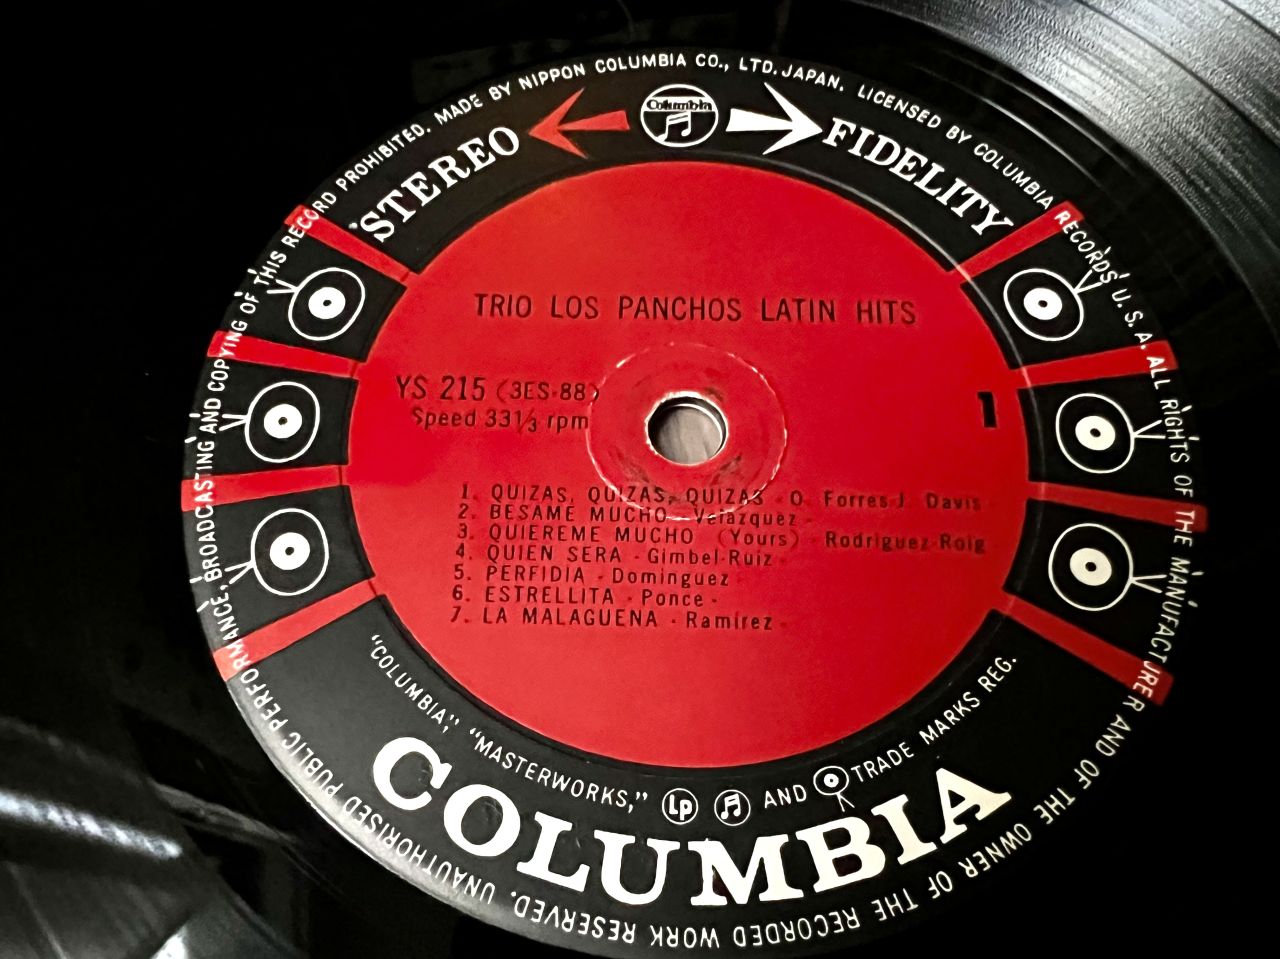 MADE BY NIPPON COLUMBIA CO., LTD. JAPAN. LICENSED BY COLUMBIA RECORDS U.S.A. ALL RIGHTS OF THE MANUFACTURER AND OF THE OWNER OF THE RECORDED WORK RESERVED. UNAUTHORISED PUBLIC PERFORMANCE, BROADCASTING AND COPYING OF THIS RECORD PROHIBITED.
Columbia
STEREO FIDELITY
TRIO LOS PANCHOS LATIN HITS
YS 215 (3ES-88)
Speed 33 1/3 rpm
1
1. QUIZAS, QUIZAS, QUIZAS - O. Forres-J. Davis -
2. BESAME MUCHO - Velazquez -
3. QUIEREME MUCHO (Yours) - Rodriguez-Roig -
4. QUIEN SERA - Gimbel-Ruiz -
5. PERFIDIA - Dominguez -
6. ESTRELLITA - Ponce -
7. LA MALAGUENA - Ramirez -
"COLUMBIA," "MASTERWORKS," Lp AND TRADE MARKS REG.
COLUMBIA